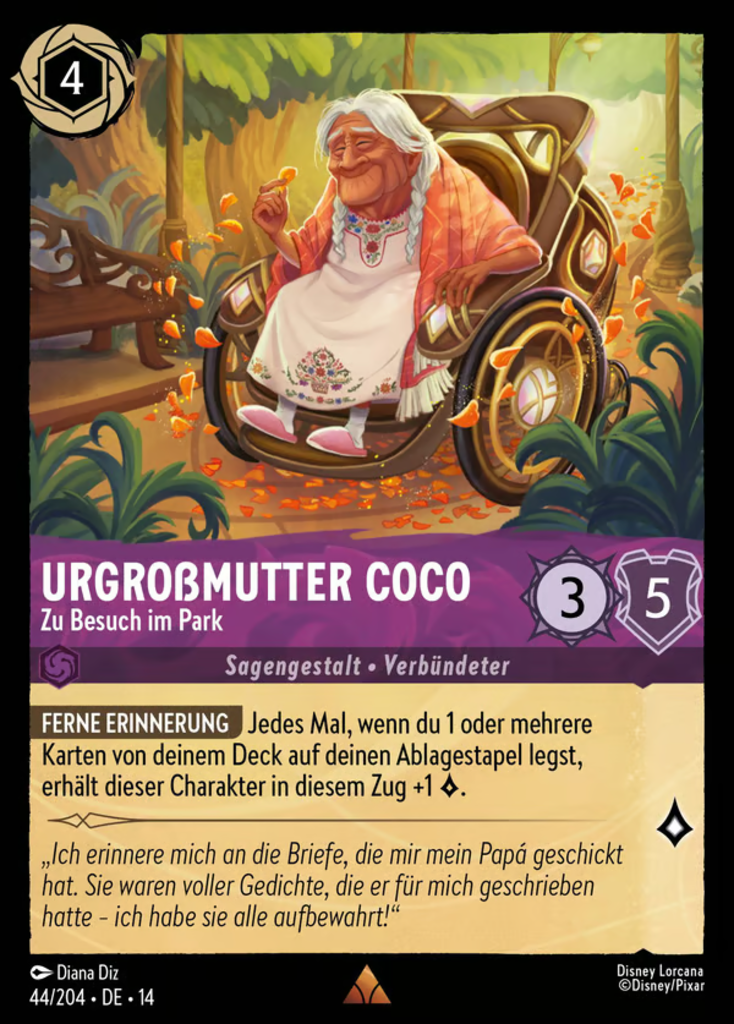 4
URGROẞMUTTER COCO
Zu Besuch im Park
3
5
Sagengestalt • Verbündeter
FERNE ERINNERUNG Jedes Mal, wenn du 1 oder mehrere
Karten von deinem Deck auf deinen Ablagestapel legst,
erhält dieser Charakter in diesem Zug +1 .
„Ich erinnere mich an die Briefe, die mir mein Papá geschickt
hat. Sie waren voller Gedichte, die er für mich geschrieben
hatte – ich habe sie alle aufbewahrt!“
Diana Diz
44/204 • DE • 14
Disney Lorcana
©Disney/Pixar